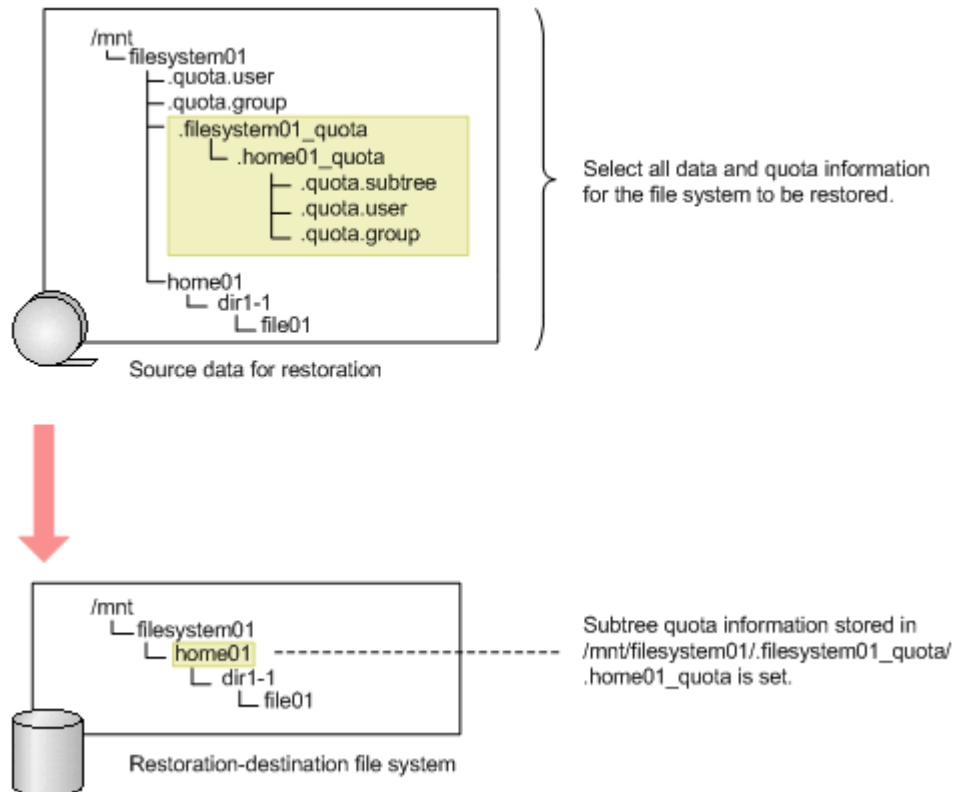 /mnt
filesystem01
.quota.user
.quota.group
.filesystem01_quota
.home01_quota
.quota.subtree
.quota.user
.quota.group
home01
dir1-1
file01
Select all data and quota information
for the file system to be restored.
Source data for restoration
/mnt
filesystem01
home01
dir1-1
file01
Subtree quota information stored in
/mnt/filesystem01/.filesystem01_quota/
.home01_quota is set.
Restoration-destination file system